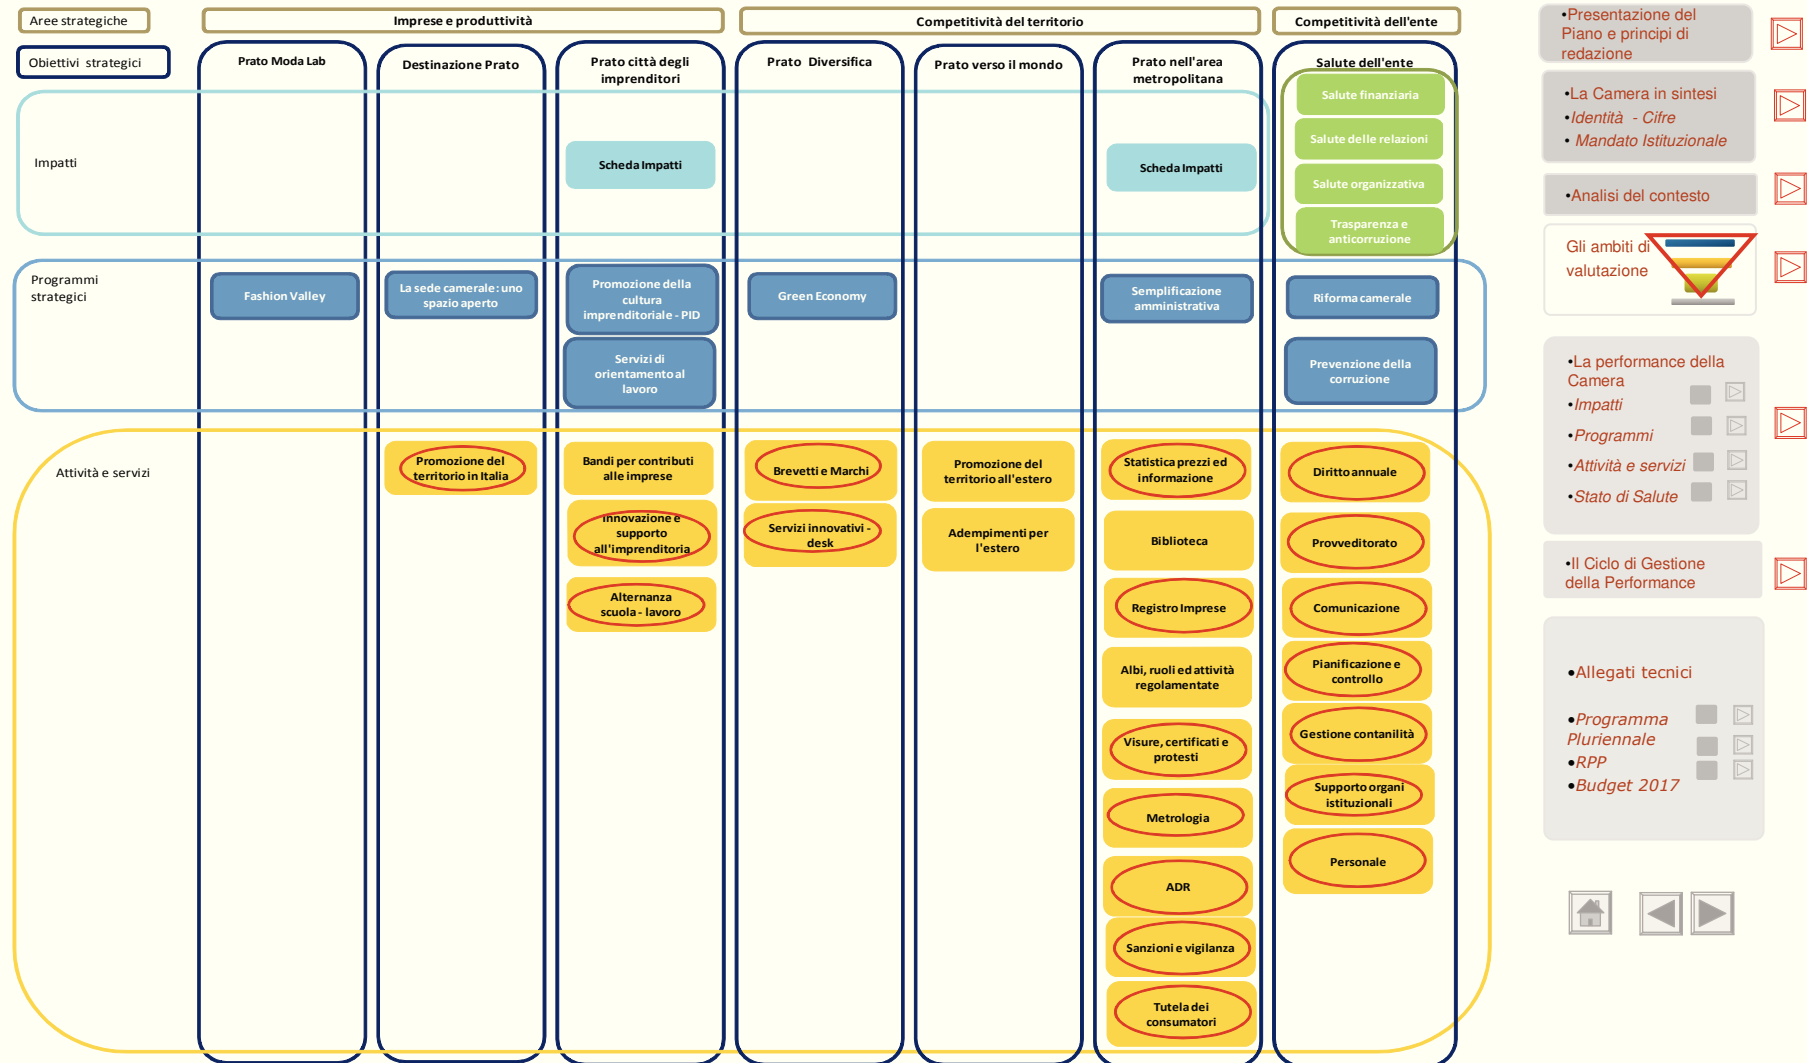 Aree strategiche
Imprese e produttività
Competitività del territorio
Competitività dell'ente
Obiettivi strategici
Prato Moda Lab
Destinazione Prato
Prato città degli
imprenditori
Prato Diversifica
Prato verso il mondo
Prato nell'area
metropolitana
Salute dell'ente
Impatti
Scheda Impatti
Scheda Impatti
Salute finanziaria
Salute delle relazioni
Salute organizzativa
Trasparenza e
anticorruzione
Programmi
strategici
Fashion Valley
La sede camerale: uno
spazio aperto
Promozione della
cultura
imprenditoriale - PID
Servizi di
orientamento al
lavoro
Green Economy
Semplificazione
amministrativa
Riforma camerale
Prevenzione della
corruzione
Attività e servizi
Promozione del
territorio in Italia
Bandi per contributi
alle imprese
Innovazione e
supporto
all'imprenditoria
Alternanza
scuola - lavoro
Brevetti e Marchi
Servizi innovativi -
desk
Promozione del
territorio all'estero
Adempimenti per
l'estero
Statistica prezzi ed
informazione
Biblioteca
Registro Imprese
Albi, ruoli ed attività
regolamentate
Visure, certificati e
protesti
Metrologia
ADR
Sanzioni e vigilanza
Tutela dei
consumatori
Diritto annuale
Provveditorato
Comunicazione
Pianificazione e
controllo
Gestione contanilità
Supporto organi
istituzionali
Personale
•Presentazione del
Piano e principi di
redazione
•La Camera in sintesi
•Identità - Cifre
• Mandato Istituzionale
•Analisi del contesto
Gli ambiti di
valutazione
•La performance della
Camera
•Impatti
•Programmi
•Attività e servizi
•Stato di Salute
•Il Ciclo di Gestione
della Performance
•Allegati tecnici
•Programma
Pluriennale
•RPP
•Budget 2017